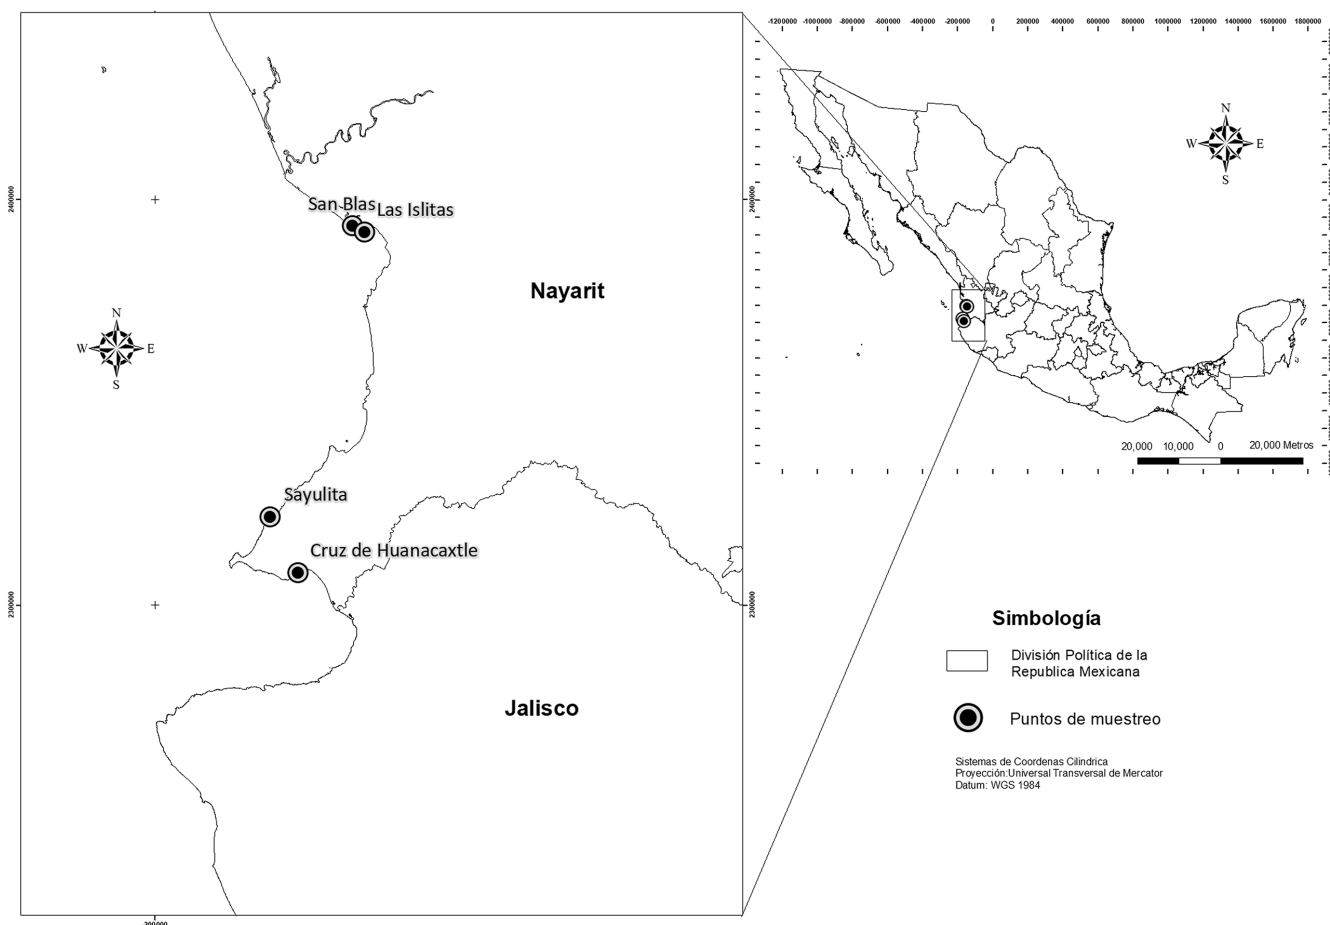 -1200000 -1000000 -800000 -600000 -400000 -200000 0 200000 400000 600000 800000 1000000 1200000 1400000 1600000 1800000
N
W E
S
2400000
2400000
San Blas
Las Islitas
Nayarit
N
W E
S
20,000 10,000 0 20,000 Metros
Sayulita
Cruz de Huanacaxtle
2300000
2300000
Jalisco
Simbología
División Política de la
Republica Mexicana
Puntos de muestreo
Sistemas de Coordenas Cilindrica
Proyección:Universal Transversal de Mercator
Datum: WGS 1984